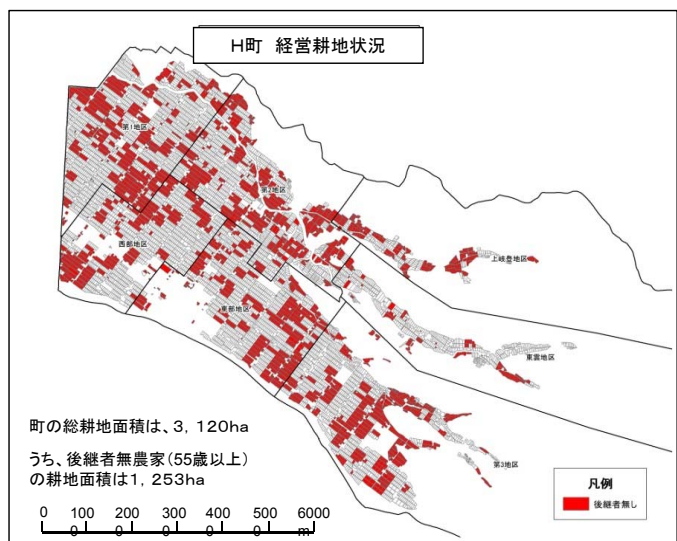 H町 経営耕地状況
第1地区
第2地区
西部地区
上岐登地区
東部地区
東雲地区
第3地区
町の総耕地面積は、3,120ha
うち、後継者無農家(55歳以上)
の耕地面積は1,253ha
凡例
後継者無し
0 100 200 300 400 500 6000
0 0 0 0 0 m